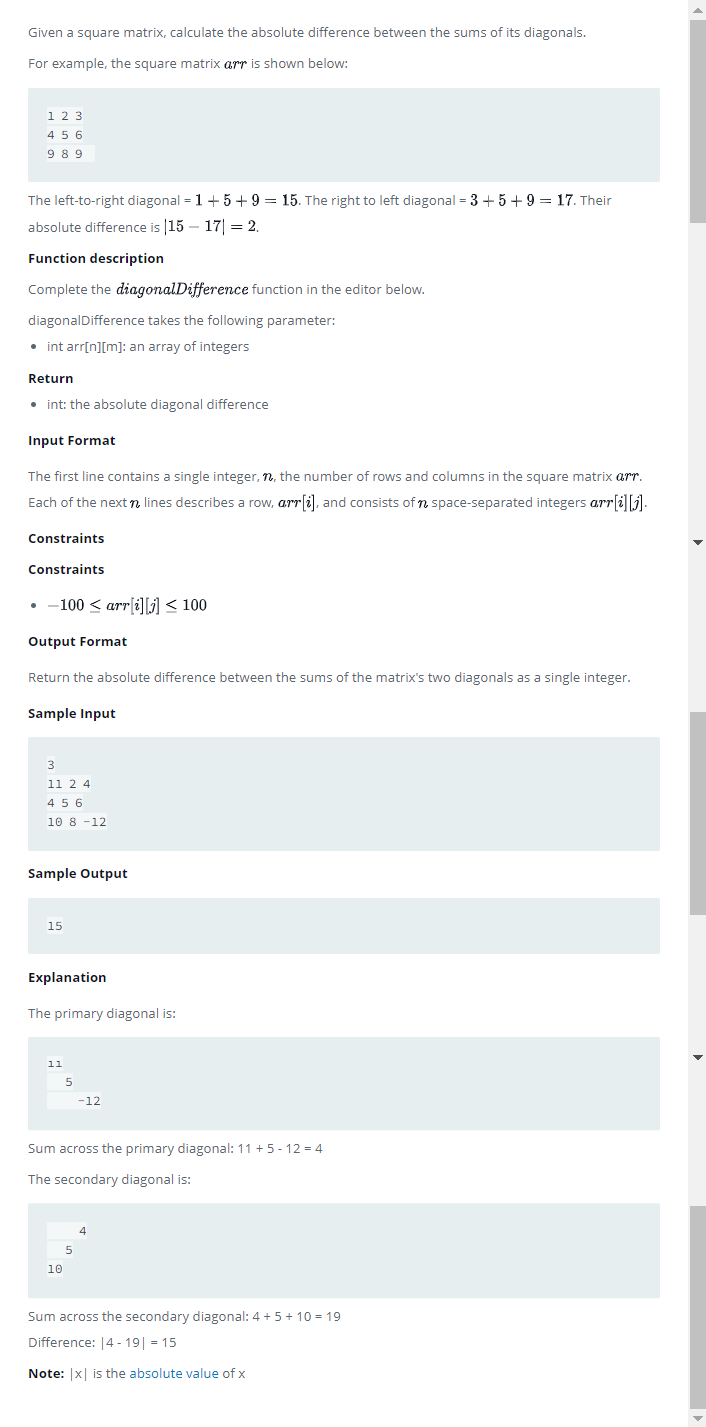 Given a square matrix, calculate the absolute difference between the sums of its diagonals.
For example, the square matrix arr is shown below:
1 2 3
4 5 6
9 8 9
The left-to-right diagonal = 1 + 5 + 9 = 15. The right to left diagonal = 3 + 5 + 9 = 17. Their
absolute difference is |15 − 17| = 2.
Function description
Complete the diagonalDifference function in the editor below.
diagonalDifference takes the following parameter:
• int arr[n][m]: an array of integers
Return
• int: the absolute diagonal difference
Input Format
The first line contains a single integer, n, the number of rows and columns in the square matrix arr.
Each of the next n lines describes a row, arr[i], and consists of n space-separated integers arr[i][j].
Constraints
Constraints
• −100 ≤ arr[i][j] ≤ 100
Output Format
Return the absolute difference between the sums of the matrix's two diagonals as a single integer.
Sample Input
3
11 2 4
4 5 6
10 8 -12
Sample Output
15
Explanation
The primary diagonal is:
11
5
-12
Sum across the primary diagonal: 11 + 5 - 12 = 4
The secondary diagonal is:
4
5
10
Sum across the secondary diagonal: 4 + 5 + 10 = 19
Difference: |4 - 19| = 15
Note: |x| is the absolute value of x